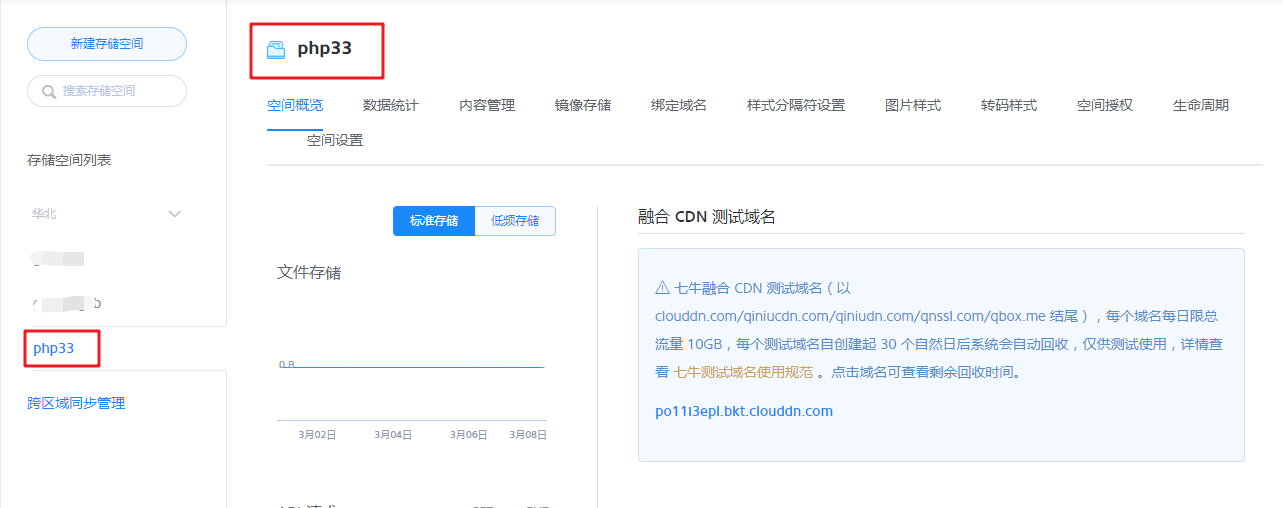 新建存储空间
搜索存储空间
存储空间列表
华北
php33
跨区域同步管理
php33
空间概览 数据统计 内容管理 镜像存储 绑定域名 样式分隔符设置 图片样式 转码样式 空间授权 生命周期
空间设置
标准存储 低频存储
文件存储
0 B
3月02日 3月04日 3月06日 3月08日
融合 CDN 测试域名
七牛融合 CDN 测试域名（以
clouddn.com/qiniucdn.com/qiniudn.com/qnssl.com/qbox.me 结尾），每个域名每日限总
流量 10GB，每个测试域名自创建起 30 个自然日后系统会自动回收，仅供测试使用，详情查
看 七牛测试域名使用规范 。点击域名可查看剩余回收时间。
po11i3epl.bkt.clouddn.com